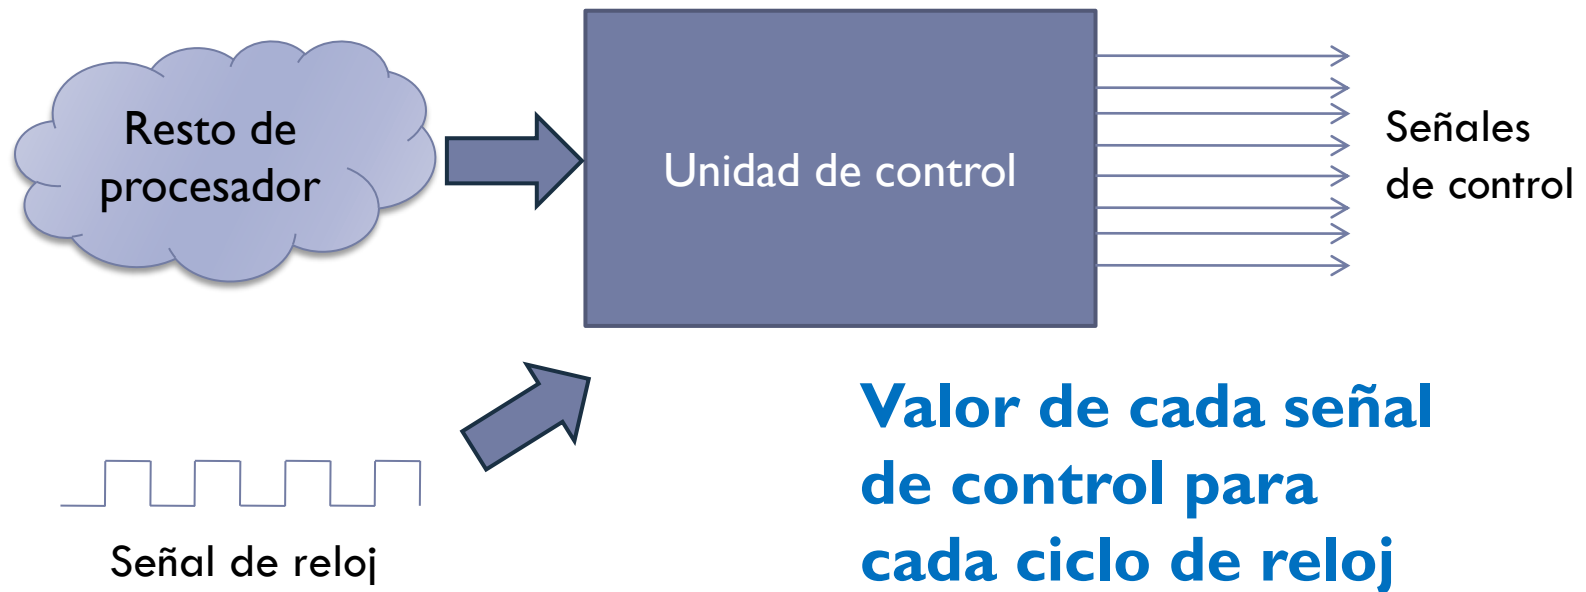 Resto de
procesador
Unidad de control
Señales
de control
Señal de reloj
Valor de cada señal
de control para
cada ciclo de reloj